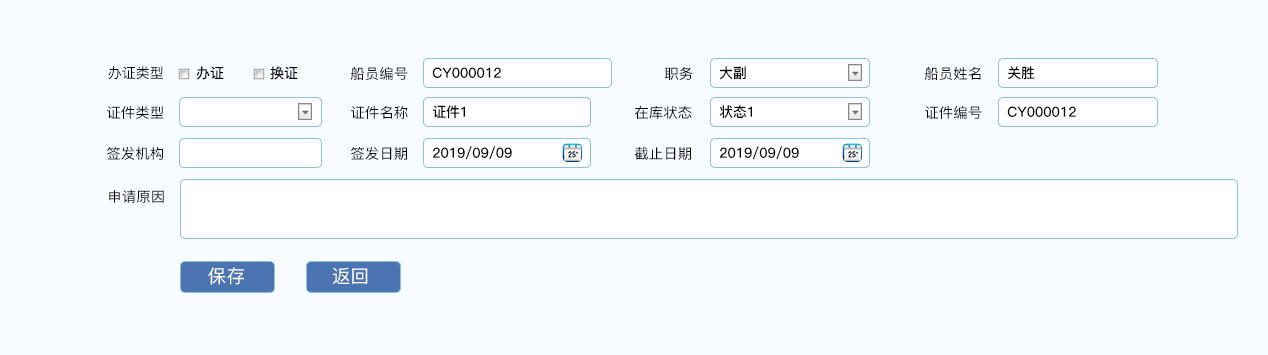 办证类型 办证 换证 船员编号 CY000012 职务 大副 船员姓名 关胜
证件类型 证件名称 证件1 在库状态 状态1 证件编号 CY000012
签发机构 签发日期 2019/09/09 25 截止日期 2019/09/09 25
申请原因
保存 返回